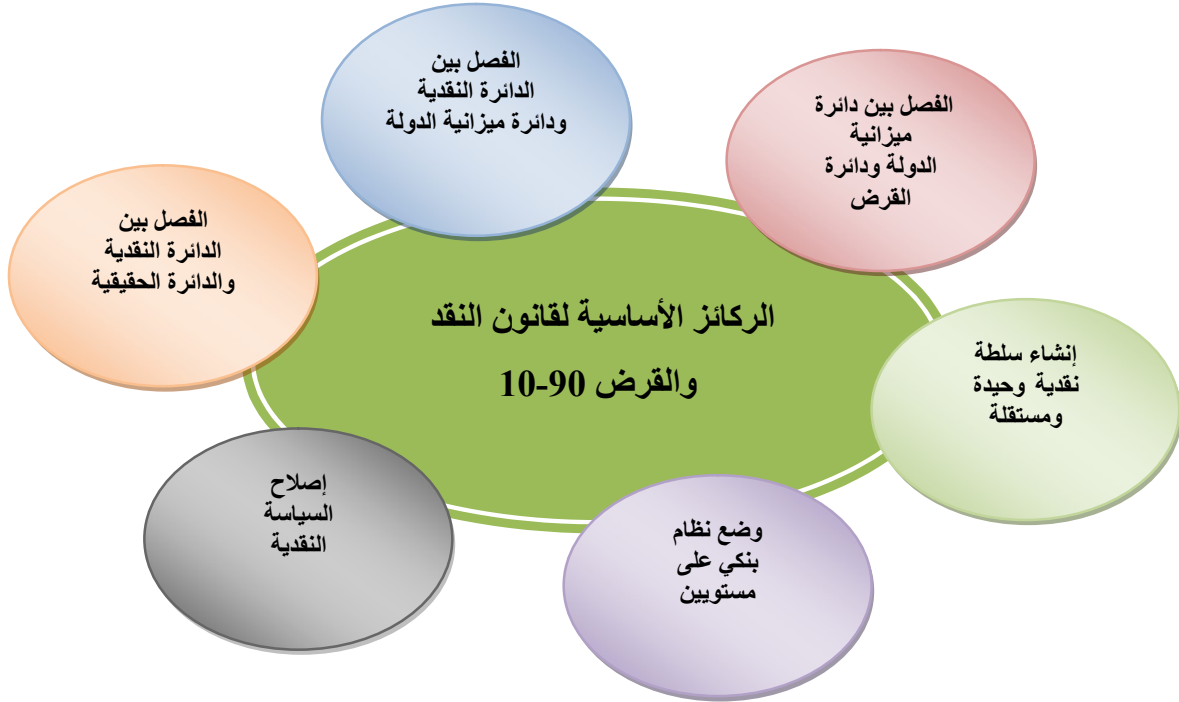 الفصل بين
الدائرة النقدية
ودائرة ميزانية الدولة
الفصل بين دائرة
ميزانية
الدولة ودائرة
القرض
الفصل بين
الدائرة النقدية
والدائرة الحقيقية
الركائز الأساسية لقانون النقد
والقرض 90-10
إنشاء سلطة
نقدية وحيدة
ومستقلة
إصلاح
السياسة
النقدية
وضع نظام
بنكي على
مستويين